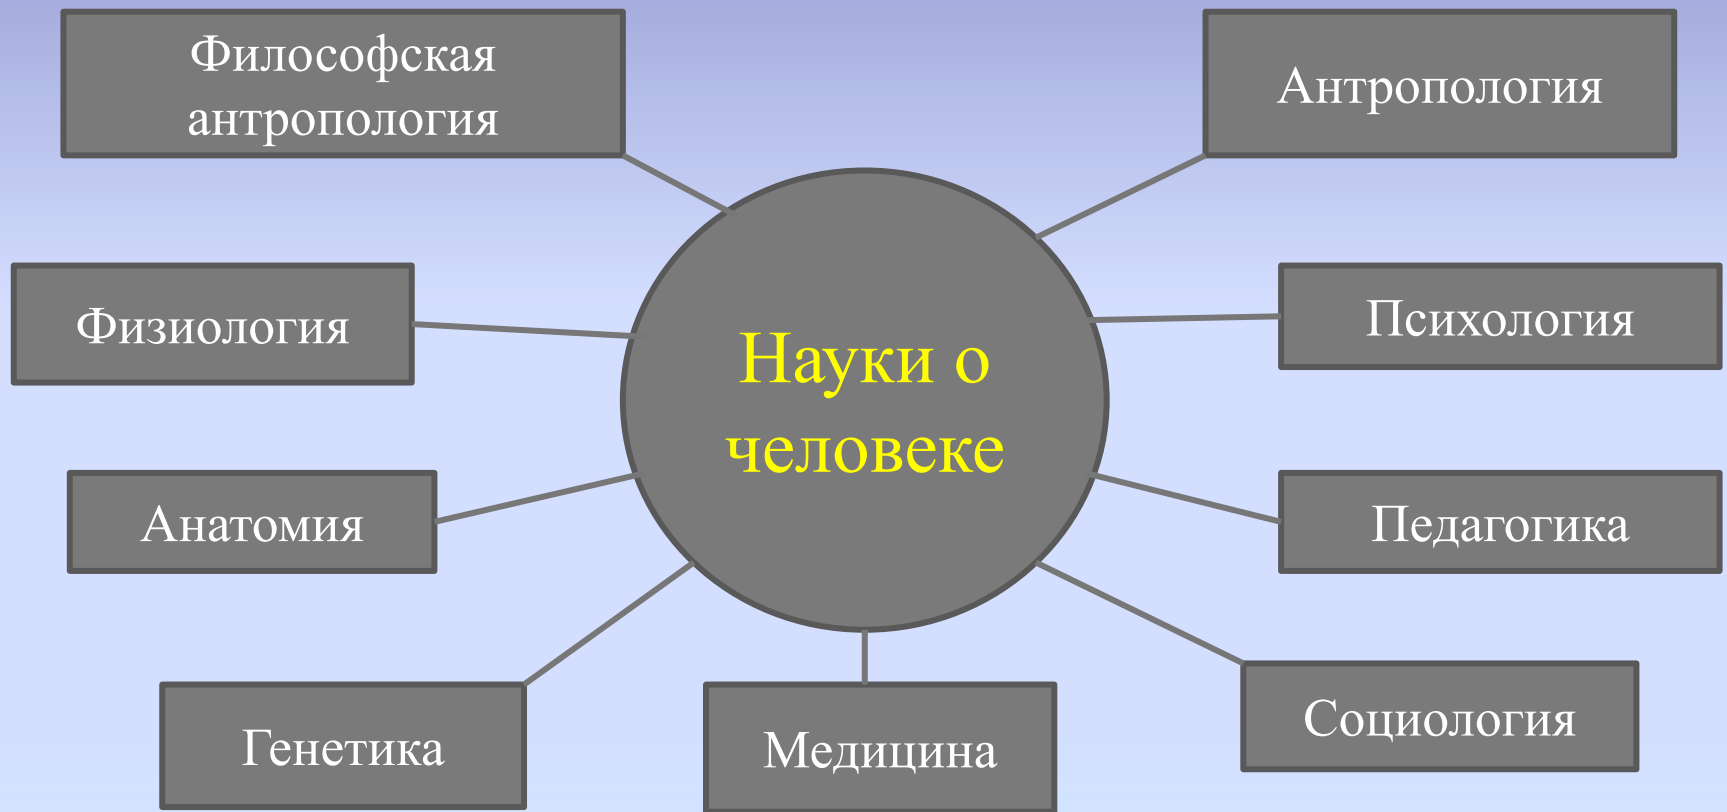 Философская
антропология
Антропология
Физиология
Психология
Науки о
человеке
Анатомия
Педагогика
Генетика
Медицина
Социология